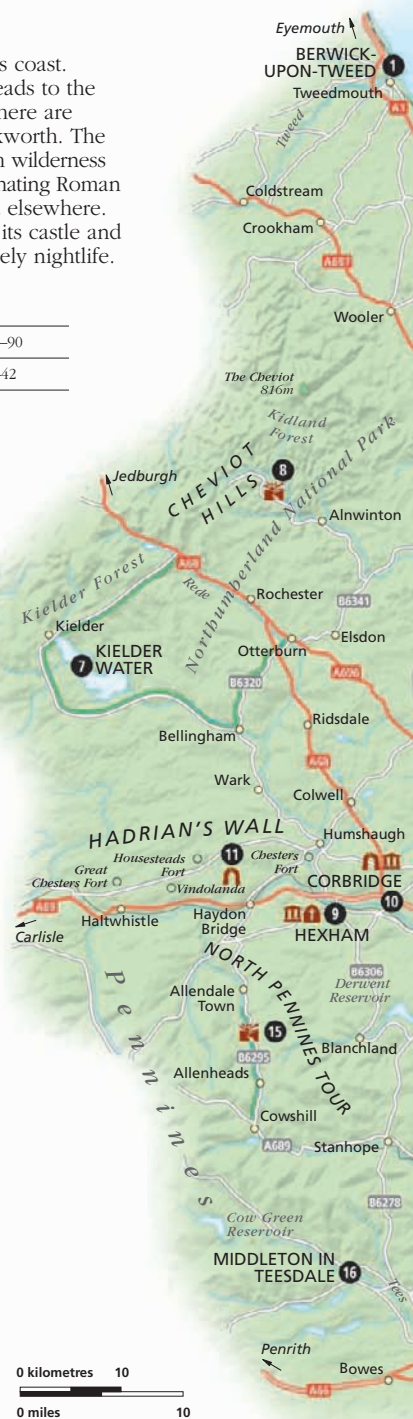 s coast.
eads to the
here are
kworth. The
n wilderness
nating Roman
elsewhere.
its castle and
ely nightlife.
–90
42
Eyemouth
BERWICK-
UPON-TWEED
1
Tweedmouth
A1
Tweed
Coldstream
Crookham
A697
Wooler
The Cheviot
816m
Kidland
Forest
CHEVIOT
HILLS
8
Northumberland National Park
Jedburgh
Alnwinton
A68
Rede
Kielder Forest
Rochester
B6341
Kielder
Elsdon
Otterburn
7
KIELDER
WATER
A696
B6320
Ridsdale
Bellingham
A68
Wark
Colwell
HADRIAN'S WALL
Humshaugh
11
Housesteads
Fort
Chesters
Fort
Great
Chesters Fort
Vindolanda
CORBRIDGE
10
A69
Haltwhistle
Haydon
Bridge
9
HEXHAM
Carlisle
NORTH PENNINES TOUR
B6306
Derwent
Reservoir
Allendale
Town
Pennines
15
Blanchland
B6295
Allenheads
Cowshill
A689
Stanhope
B6278
Cow Green
Reservoir
MIDDLETON IN
TEESDALE
16
Tees
Penrith
Bowes
A66
0 kilometres 10
0 miles 10